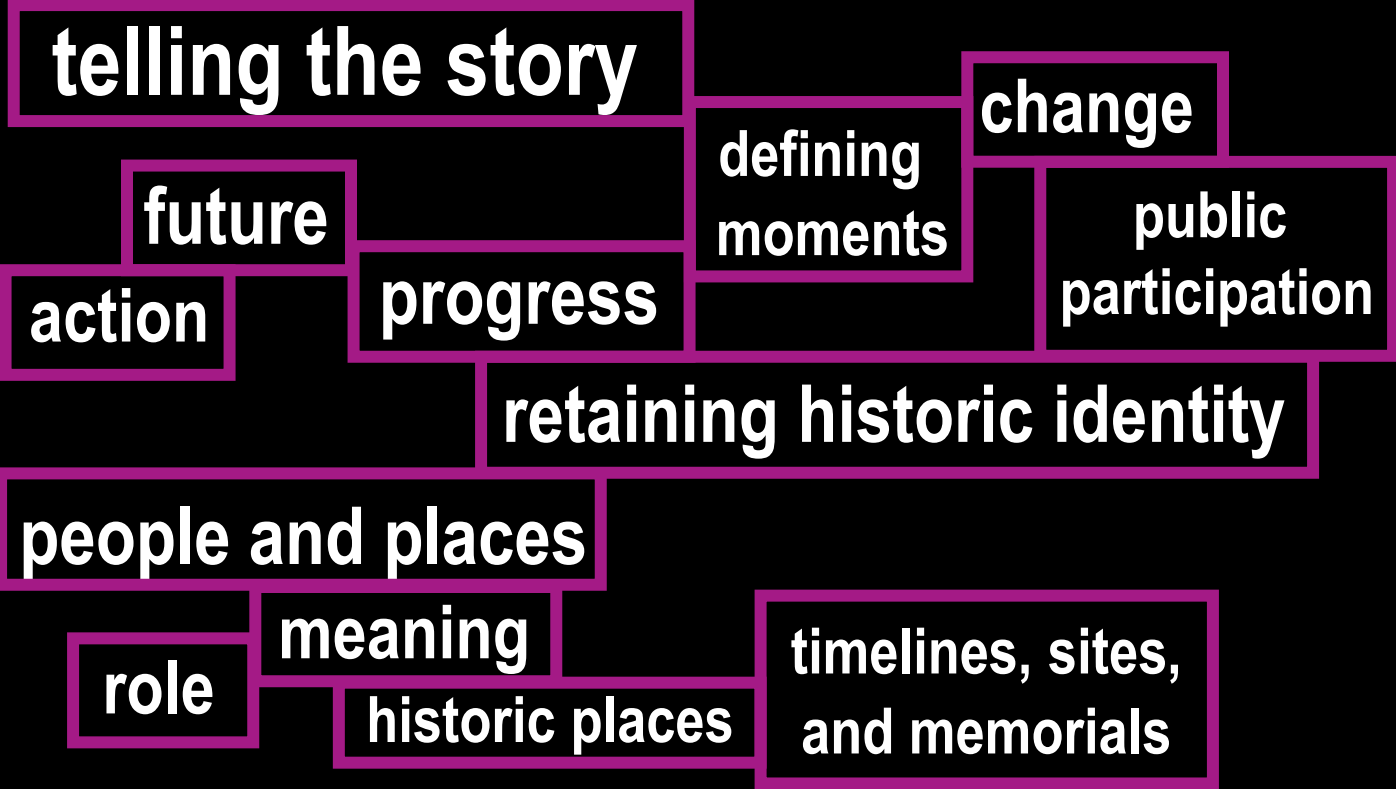 telling the story
change
defining
moments
public
participation
future
progress
action
retaining historic identity
people and places
meaning
role
historic places
timelines, sites,
and memorials